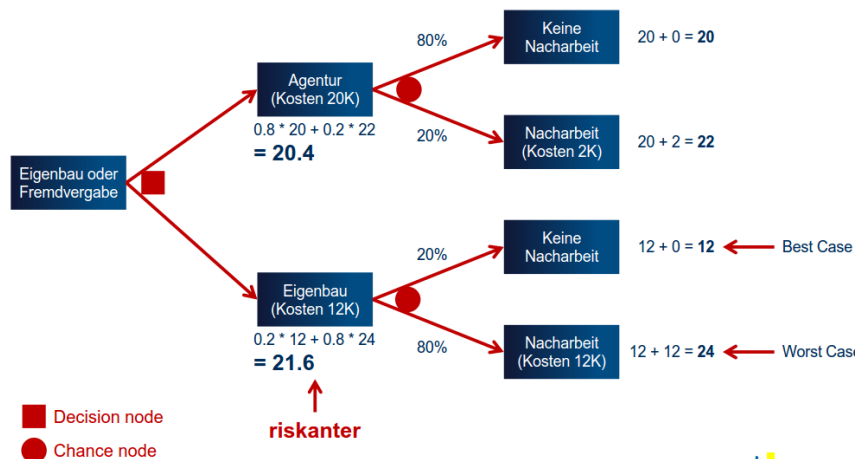 Eigenbau oder
Fremdvergabe
Agentur
(Kosten 20K)
0.8 * 20 + 0.2 * 22
= 20.4
80%
20%
Keine
Nacharbeit
20 + 0 = 20
Nacharbeit
(Kosten 2K)
20 + 2 = 22
Eigenbau
(Kosten 12K)
0.2 * 12 + 0.8 * 24
= 21.6
riskanter
20%
80%
Keine
Nacharbeit
12 + 0 = 12
Best Case
Nacharbeit
(Kosten 12K)
12 + 12 = 24
Worst Case
Decision node
Chance node